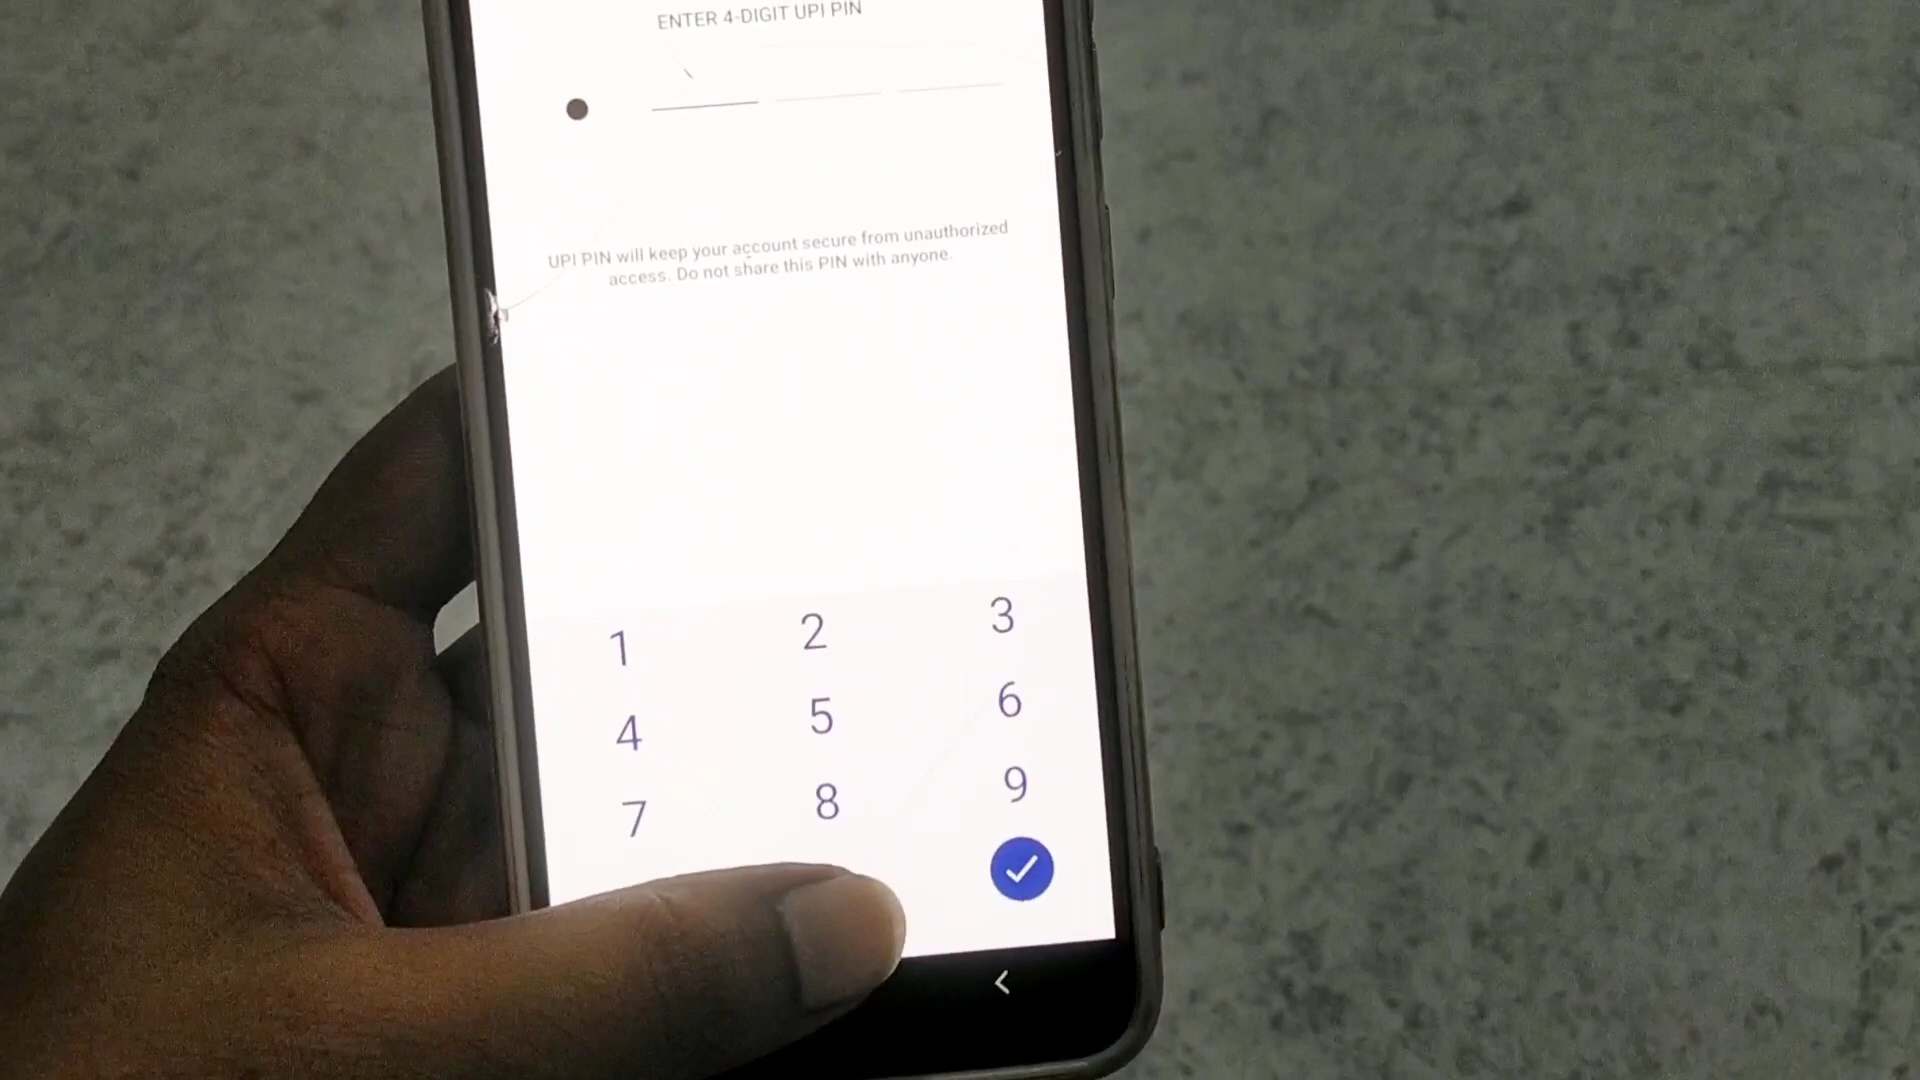 ENTER 4-DIGIT UPI PIN
UPI PIN will keep your account secure from unauthorized
access. Do not share this PIN with anyone.
1 2 3
4 5 6
7 8 9